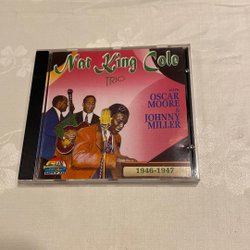 Nat King Cole
TRIO
WITH
OSCAR
MOORE
&
JOHNNY
MILLER
1946-1947